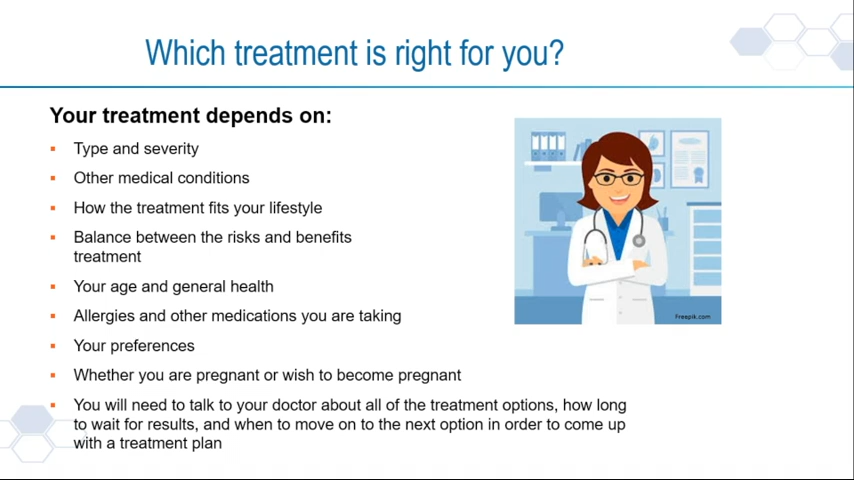 Which treatment is right for you?
Your treatment depends on:
▪ Type and severity
▪ Other medical conditions
▪ How the treatment fits your lifestyle
▪ Balance between the risks and benefits
treatment
▪ Your age and general health
▪ Allergies and other medications you are taking
▪ Your preferences
▪ Whether you are pregnant or wish to become pregnant
▪ You will need to talk to your doctor about all of the treatment options, how long
to wait for results, and when to move on to the next option in order to come up
with a treatment plan
Freepik.com